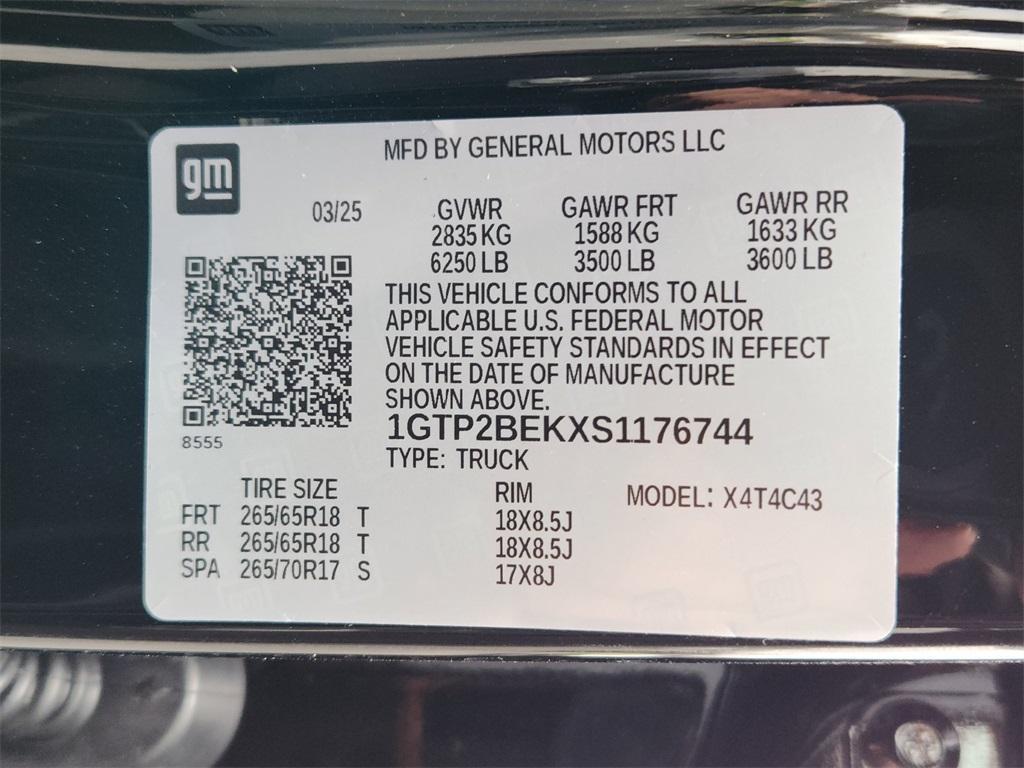 gm
MFD BY GENERAL MOTORS LLC
03/25
GVWR GAWR FRT GAWR RR
2835 KG 1588 KG 1633 KG
6250 LB 3500 LB 3600 LB
THIS VEHICLE CONFORMS TO ALL
APPLICABLE U.S. FEDERAL MOTOR
VEHICLE SAFETY STANDARDS IN EFFECT
ON THE DATE OF MANUFACTURE
SHOWN ABOVE.
8555
1GTP2BEKXS1176744
TYPE: TRUCK
TIRE SIZE RIM MODEL: X4T4C43
FRT 265/65R18 T 18X8.5J
RR 265/65R18 T 18X8.5J
SPA 265/70R17 S 17X8J